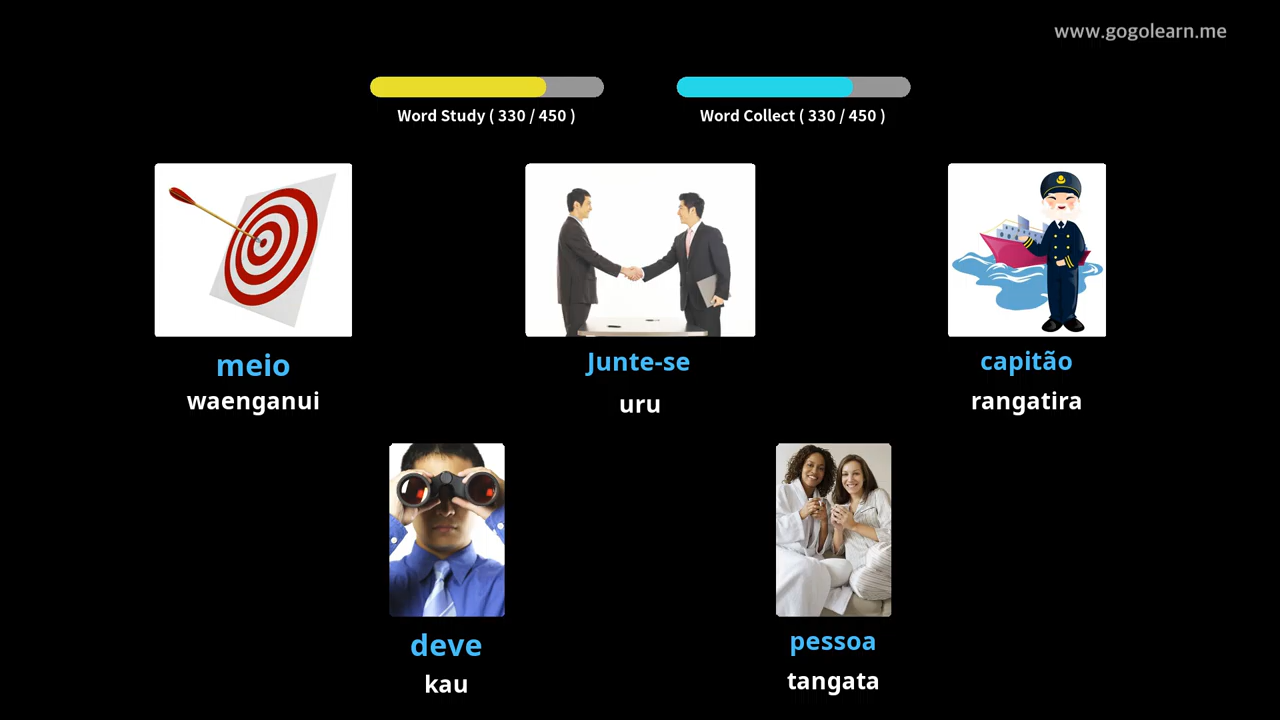 www.gogolearn.me
Word Study ( 330 / 450 )
Word Collect ( 330 / 450 )
meio
waenganui
Junte-se
uru
capitão
rangatira
deve
kau
pessoa
tangata